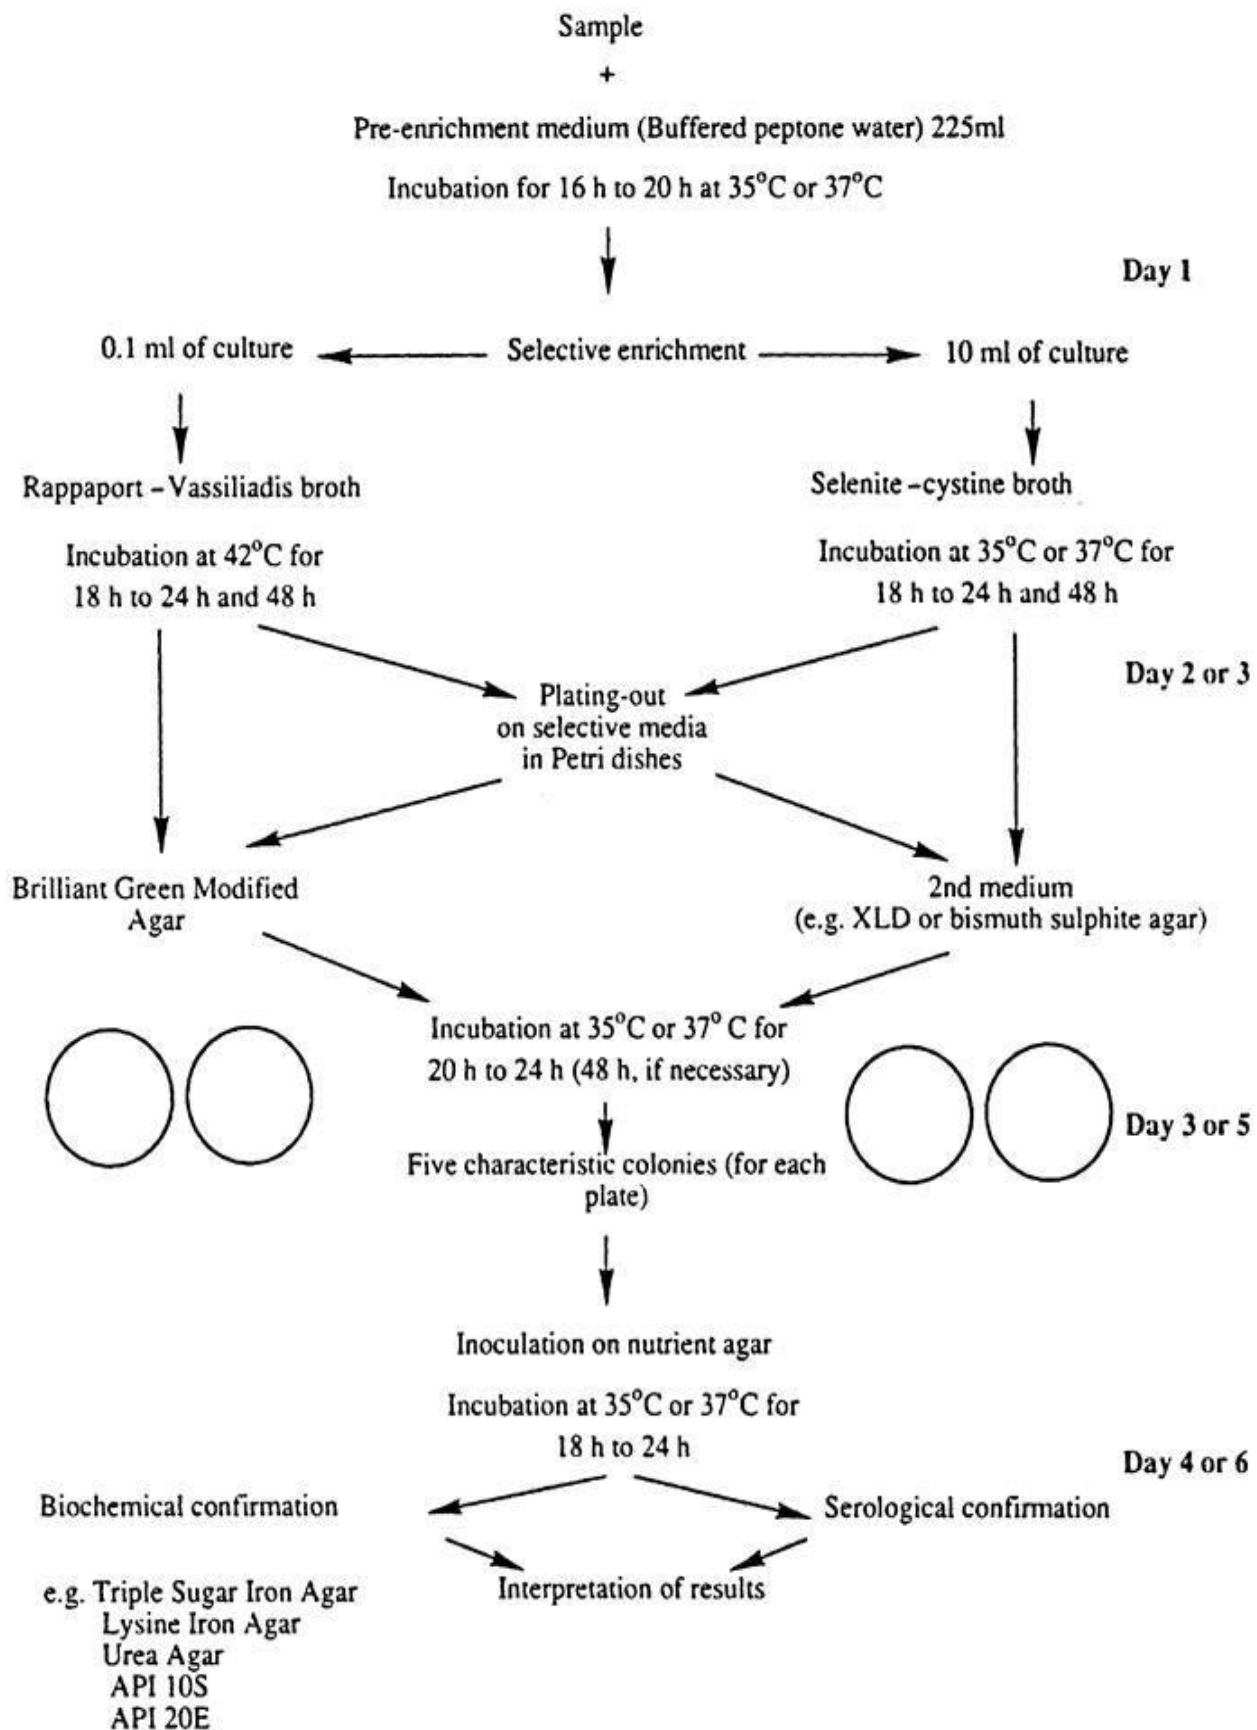 Sample
+
Pre-enrichment medium (Buffered peptone water) 225ml
Incubation for 16 h to 20 h at 35°C or 37°C
Day 1
0.1 ml of culture
Selective enrichment
10 ml of culture
Rappaport – Vassiliadis broth
Selenite – cystine broth
Incubation at 42°C for
18 h to 24 h and 48 h
Incubation at 35°C or 37°C for
18 h to 24 h and 48 h
Day 2 or 3
Plating-out
on selective media
in Petri dishes
Brilliant Green Modified
Agar
2nd medium
(e.g. XLD or bismuth sulphite agar)
Incubation at 35°C or 37° C for
20 h to 24 h (48 h, if necessary)
Day 3 or 5
Five characteristic colonies (for each
plate)
Inoculation on nutrient agar
Incubation at 35°C or 37°C for
18 h to 24 h
Day 4 or 6
Biochemical confirmation
Serological confirmation
Interpretation of results
e.g. Triple Sugar Iron Agar
Lysine Iron Agar
Urea Agar
API 10S
API 20E